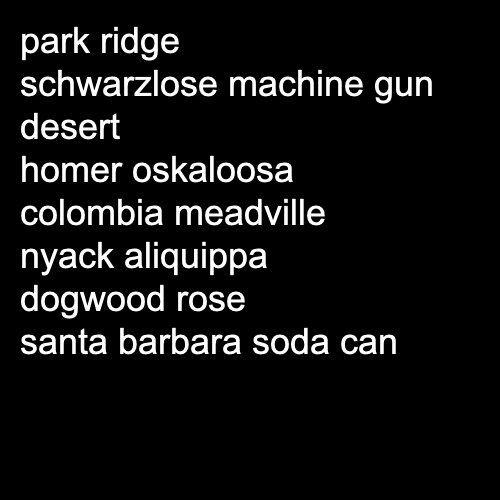 park ridge
schwarzlose machine gun
desert
homer oskaloosa
colombia meadville
nyack aliquippa
dogwood rose
santa barbara soda can